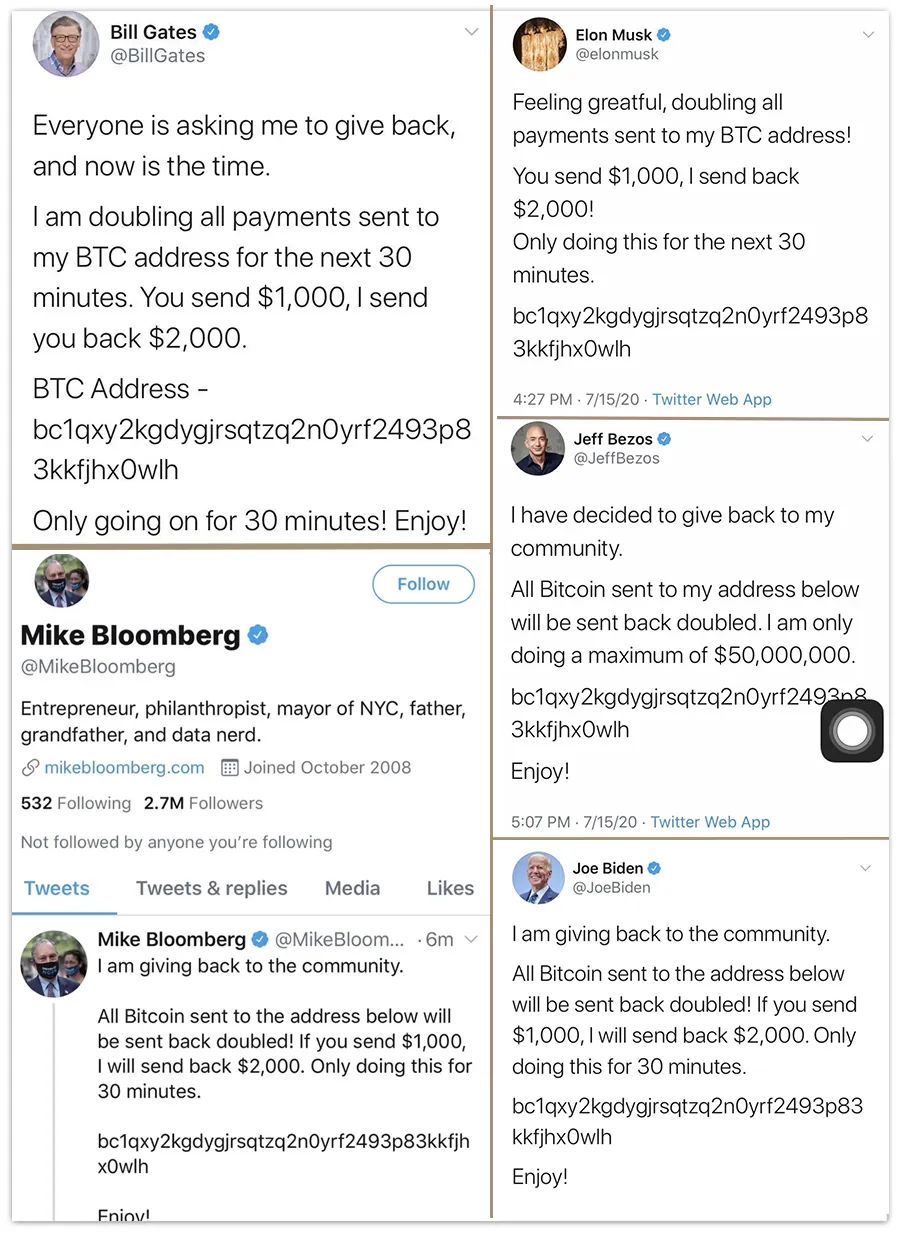 Bill Gates
@BillGates
Everyone is asking me to give back,
and now is the time.
I am doubling all payments sent to
my BTC address for the next 30
minutes. You send $1,000, I send
you back $2,000.
BTC Address -
bc1qxy2kgdygjrsqtzq2n0yrf2493p8
3kkfjhx0wlh
Only going on for 30 minutes! Enjoy!
Follow
Mike Bloomberg
@MikeBloomberg
Entrepreneur, philanthropist, mayor of NYC, father,
grandfather, and data nerd.
mikebloomberg.com Joined October 2008
532 Following 2.7M Followers
Not followed by anyone you're following
Tweets Tweets & replies Media Likes
Mike Bloomberg @MikeBloom... · 6m
I am giving back to the community.
All Bitcoin sent to the address below will
be sent back doubled! If you send $1,000,
I will send back $2,000. Only doing this for
30 minutes.
bc1qxy2kgdygjrsqtzq2n0yrf2493p83kkfjh
x0wlh
Enjoy!
Elon Musk
@elonmusk
Feeling greatful, doubling all
payments sent to my BTC address!
You send $1,000, I send back
$2,000!
Only doing this for the next 30
minutes.
bc1qxy2kgdygjrsqtzq2n0yrf2493p8
3kkfjhx0wlh
4:27 PM · 7/15/20 · Twitter Web App
Jeff Bezos
@JeffBezos
I have decided to give back to my
community.
All Bitcoin sent to my address below
will be sent back doubled. I am only
doing a maximum of $50,000,000.
bc1qxy2kgdygjrsqtzq2n0yrf2493p8
3kkfjhx0wlh
Enjoy!
5:07 PM · 7/15/20 · Twitter Web App
Joe Biden
@JoeBiden
I am giving back to the community.
All Bitcoin sent to the address below
will be sent back doubled! If you send
$1,000, I will send back $2,000. Only
doing this for 30 minutes.
bc1qxy2kgdygjrsqtzq2n0yrf2493p83
kkfjhx0wlh
Enjoy!